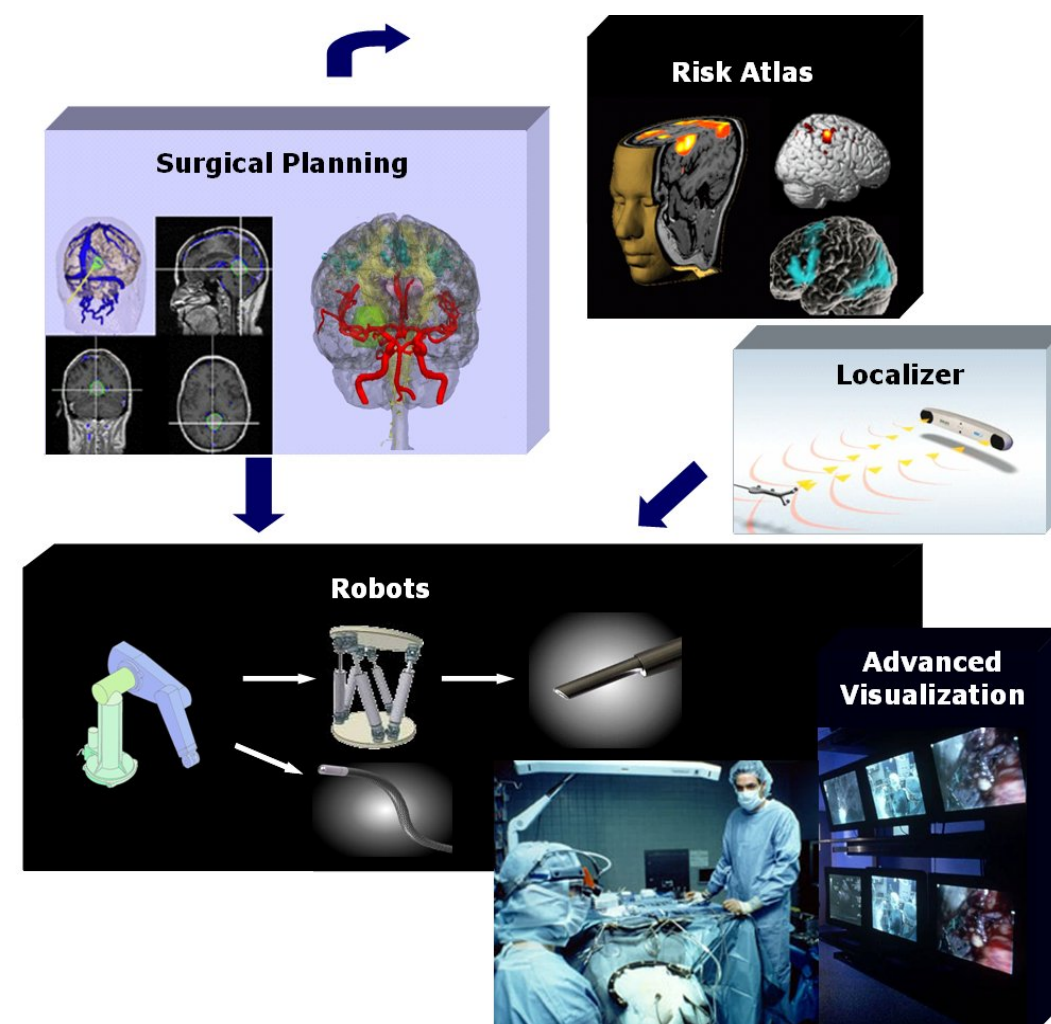 Risk Atlas
Surgical Planning
Localizer
Robots
Advanced
Visualization